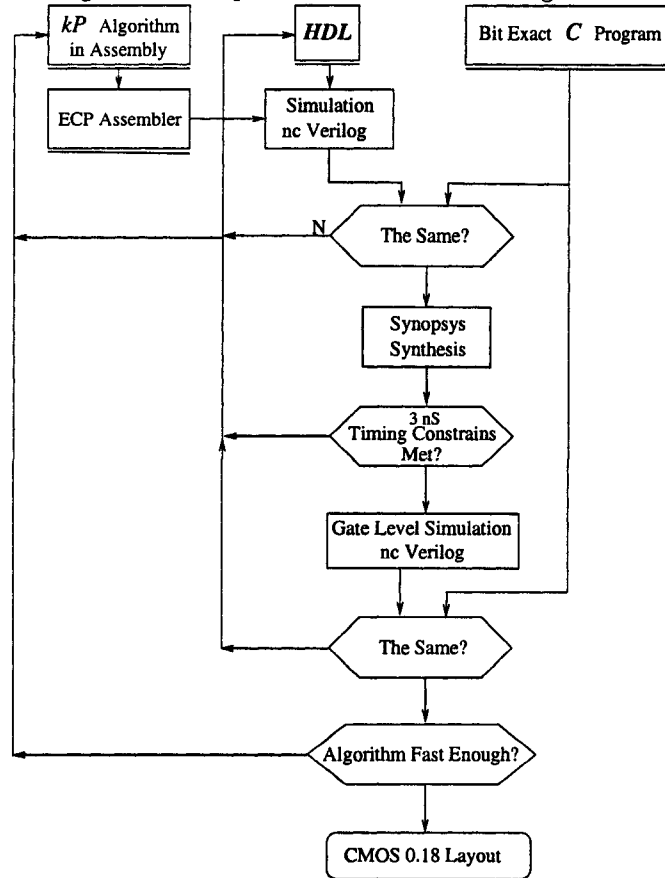 kP Algorithm
in Assembly
HDL
Bit Exact C Program
ECP Assembler
Simulation
nc Verilog
N
The Same?
Synopsys
Synthesis
3 nS
Timing Constrains
Met?
Gate Level Simulation
nc Verilog
The Same?
Algorithm Fast Enough?
CMOS 0.18 Layout